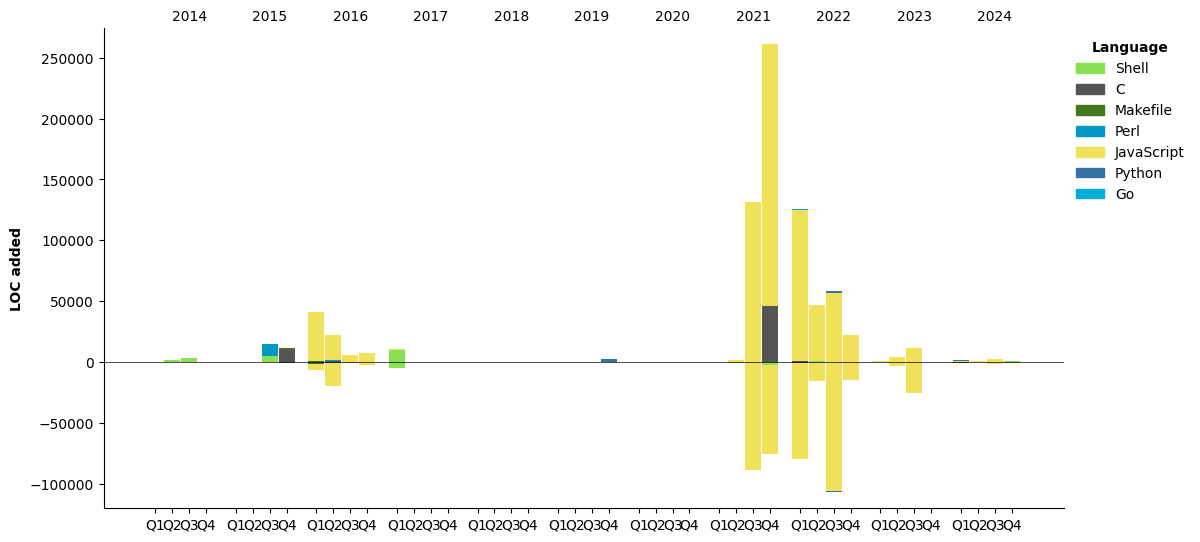 2014 2015 2016 2017 2018 2019 2020 2021 2022 2023 2024
Language
Shell
C
Makefile
Perl
JavaScript
Python
Go
LOC added
250000
200000
150000
100000
50000
0
−50000
−100000
Q1Q2Q3Q4 Q1Q2Q3Q4 Q1Q2Q3Q4 Q1Q2Q3Q4 Q1Q2Q3Q4 Q1Q2Q3Q4 Q1Q2Q3Q4 Q1Q2Q3Q4 Q1Q2Q3Q4 Q1Q2Q3Q4 Q1Q2Q3Q4